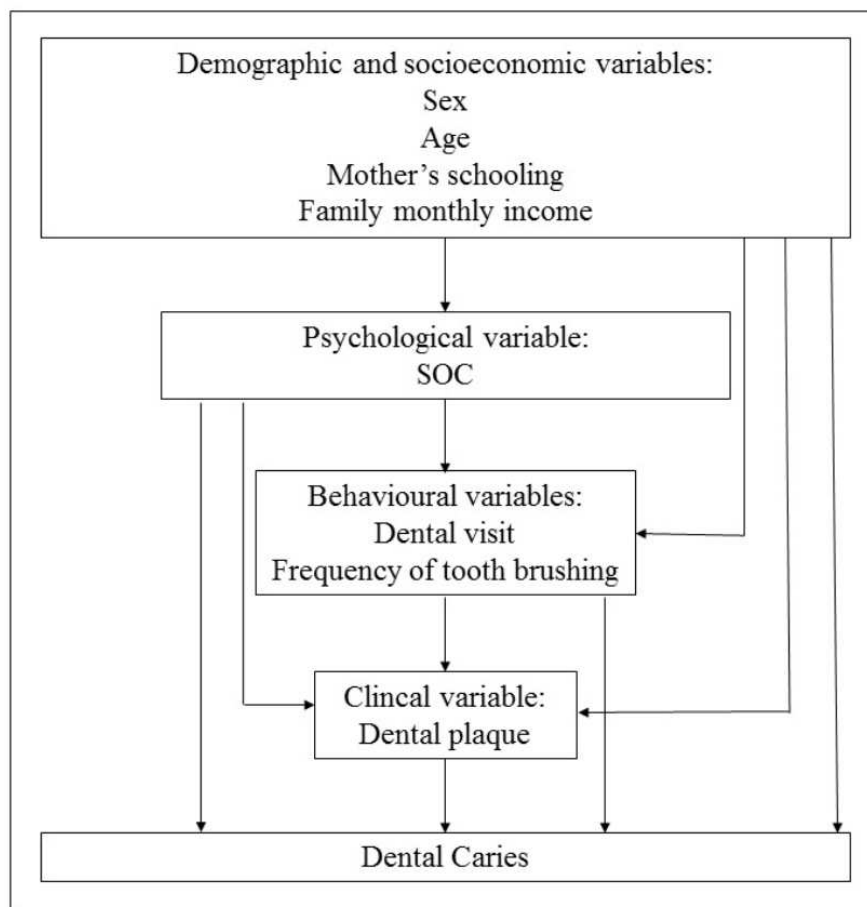 Demographic and socioeconomic variables:
Sex
Age
Mother’s schooling
Family monthly income
Psychological variable:
SOC
Behavioural variables:
Dental visit
Frequency of tooth brushing
Clincal variable:
Dental plaque
Dental Caries